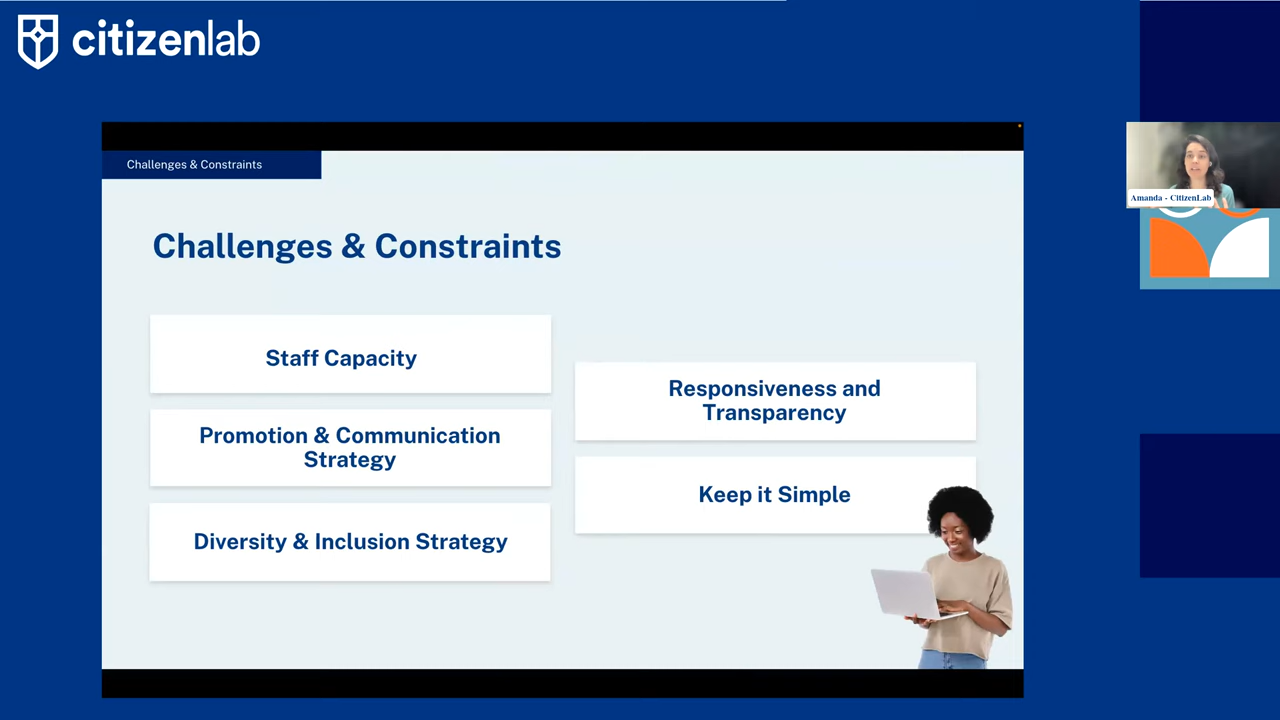 citizenlab
Challenges & Constraints
Challenges & Constraints
Staff Capacity
Promotion & Communication
Strategy
Diversity & Inclusion Strategy
Responsiveness and
Transparency
Keep it Simple
Amanda - CitizenLab